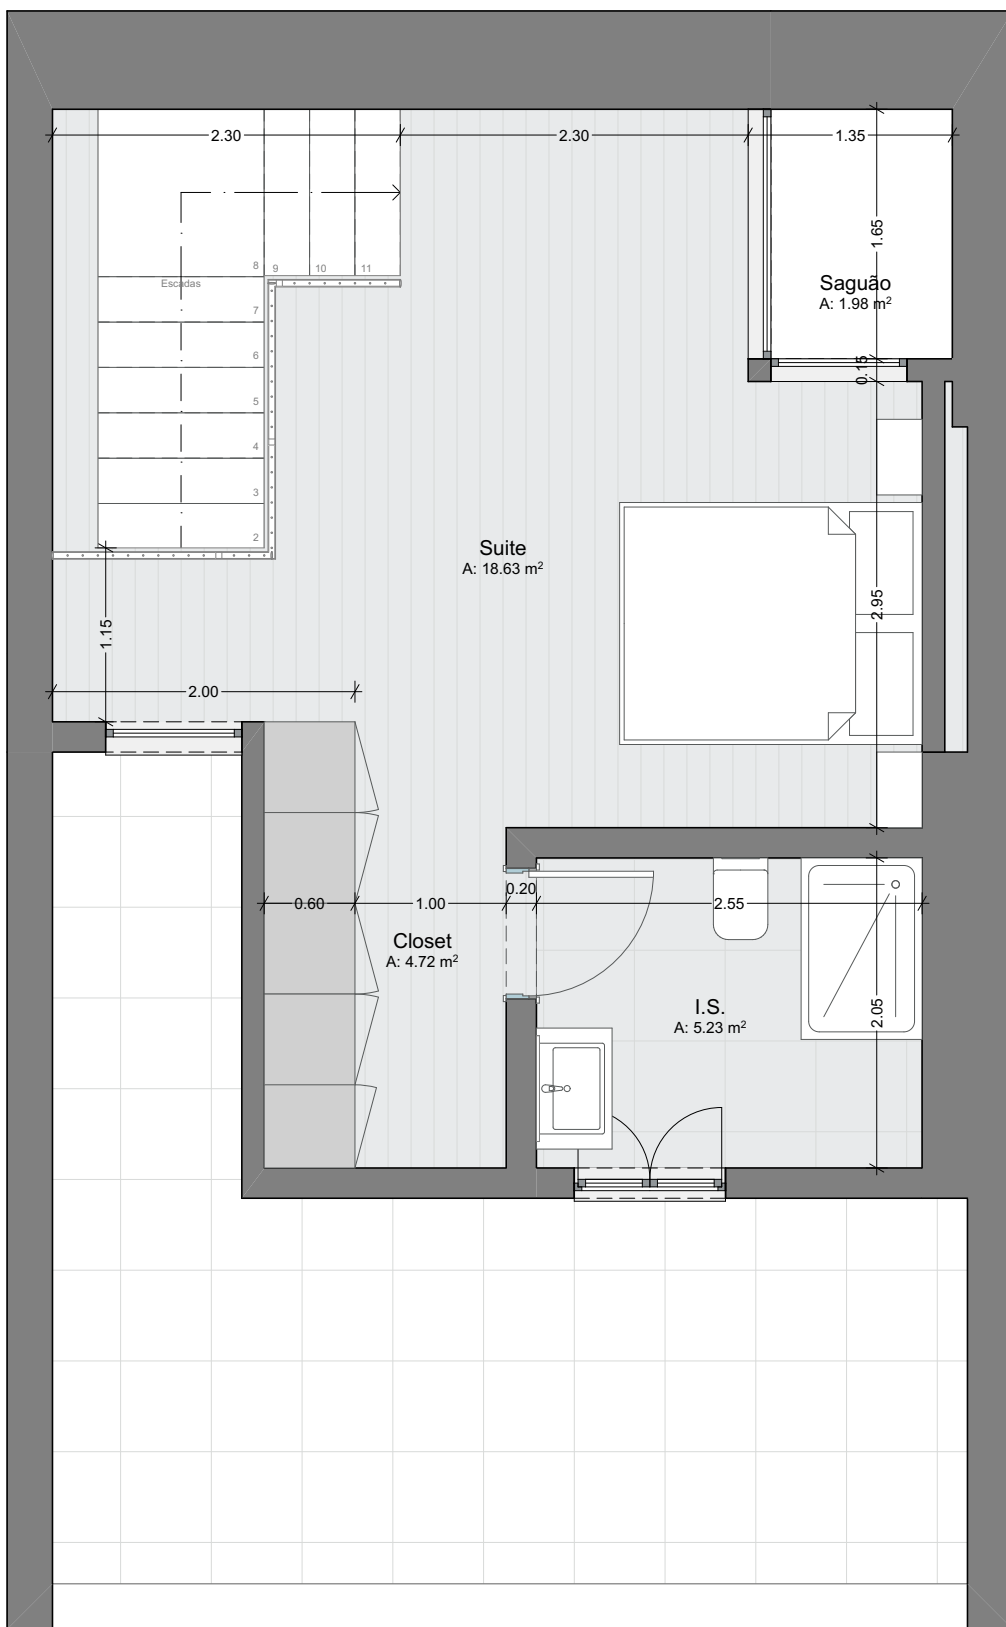 2.30
2.30
1.35
1.65
8
9
10
11
Escadas
Saguão
A: 1.98 m²
7
6
0.15
5
4
3
2
Suite
A: 18.63 m²
2.95
1.15
2.00
0.20
0.60
1.00
2.55
Closet
A: 4.72 m²
I.S.
A: 5.23 m²
2.05